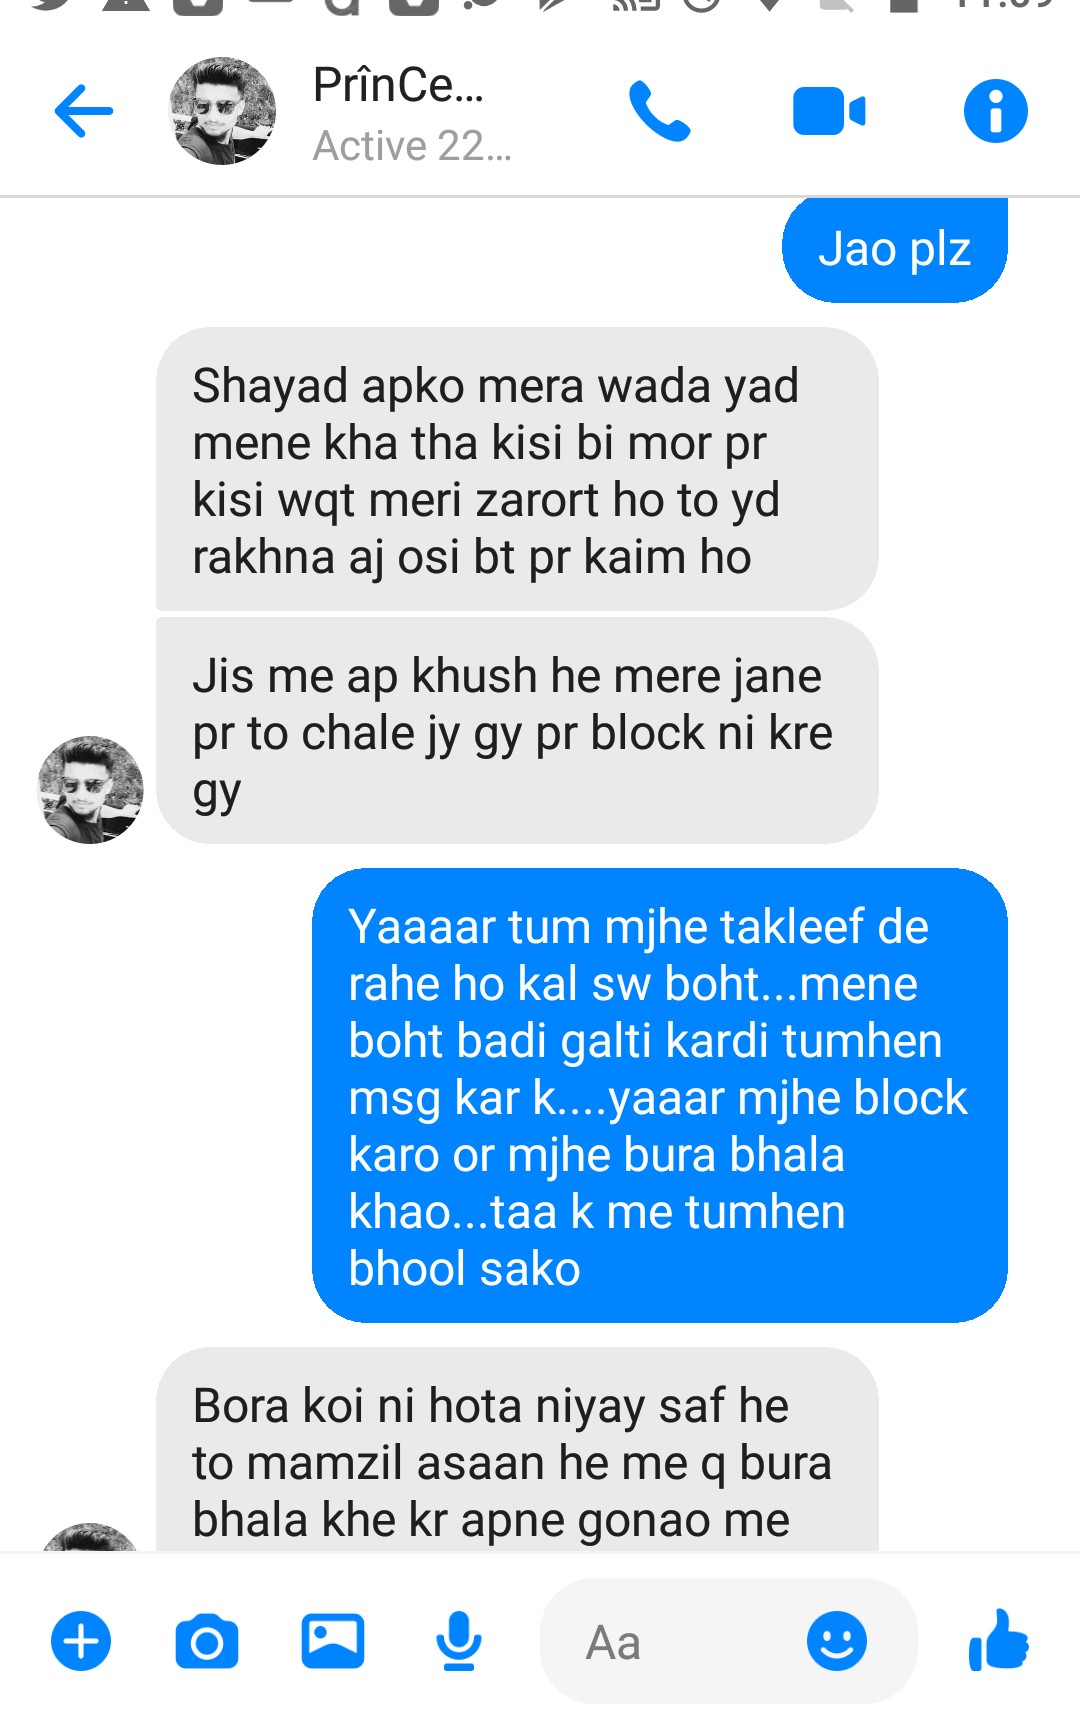 PrînCe...
Active 22...
Jao plz
Shayad apko mera wada yad
mene kha tha kisi bi mor pr
kisi wqt meri zarort ho to yd
rakhna aj osi bt pr kaim ho
Jis me ap khush he mere jane
pr to chale jy gy pr block ni kre
gy
Yaaaar tum mjhe takleef de
rahe ho kal sw boht...mene
boht badi galti kardi tumhen
msg kar k....yaaar mjhe block
karo or mjhe bura bhala
khao...taa k me tumhen
bhool sako
Bora koi ni hota niyay saf he
to mamzil asaan he me q bura
bhala khe kr apne gonao me
Aa